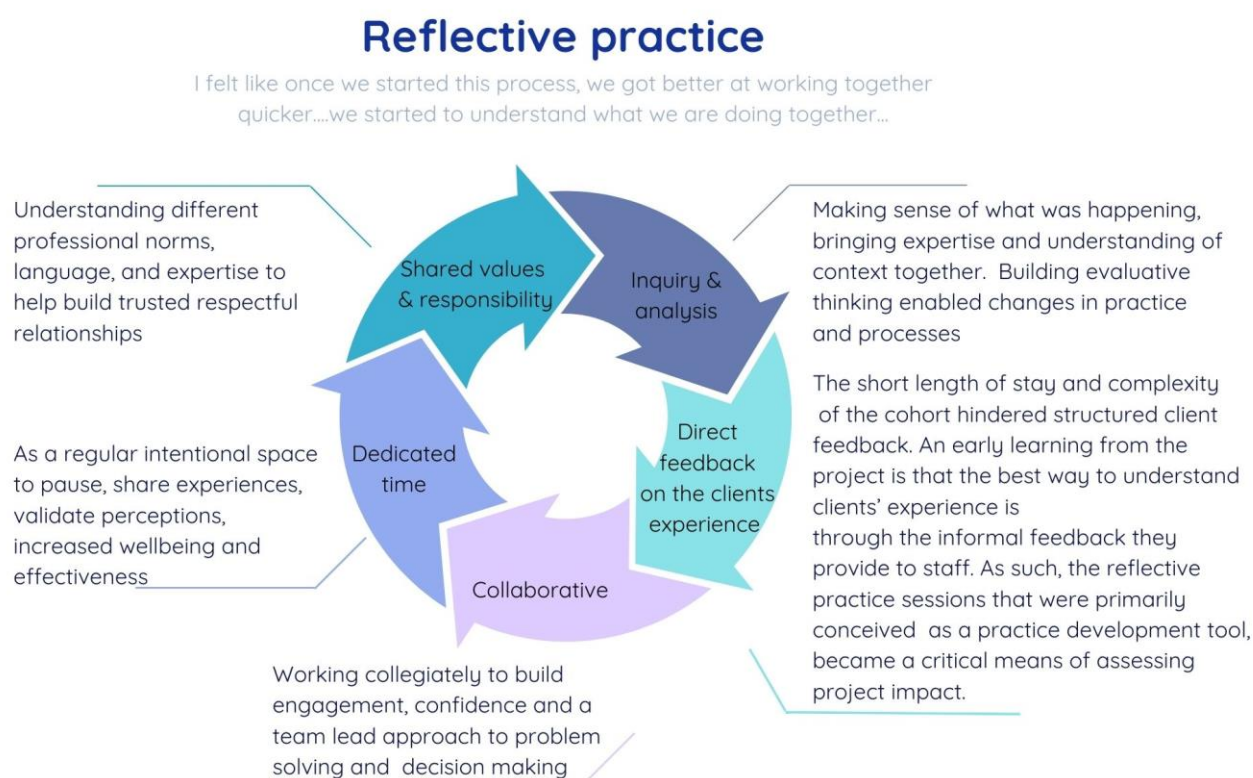 Reflective practice
I felt like once we started this process, we got better at working together
quicker....we started to understand what we are doing together...
Understanding different
professional norms,
language, and expertise to
help build trusted respectful
relationships
Shared values
& responsibility
Inquiry &
analysis
Making sense of what was happening,
bringing expertise and understanding of
context together. Building evaluative
thinking enabled changes in practice
and processes
As a regular intentional space
to pause, share experiences,
validate perceptions,
increased wellbeing and
effectiveness
Dedicated
time
Direct
feedback
on the clients
experience
The short length of stay and complexity
of the cohort hindered structured client
feedback. An early learning from the
project is that the best way to understand
clients’ experience is
through the informal feedback they
provide to staff. As such, the reflective
practice sessions that were primarily
conceived as a practice development tool,
became a critical means of assessing
project impact.
Collaborative
Working collegiately to build
engagement, confidence and a
team lead approach to problem
solving and decision making